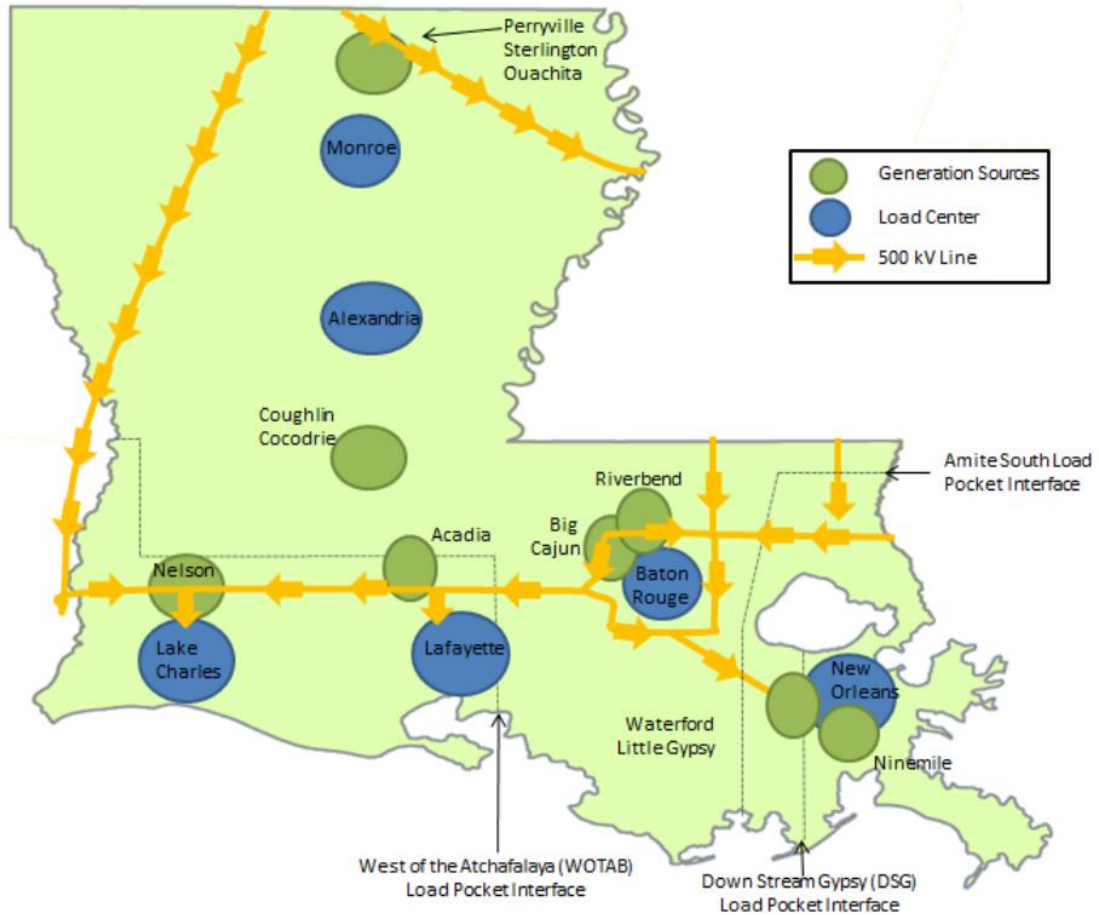 Perryville
Sterlington
Ouachita
Monroe
Generation Sources
Load Center
500 kV Line
Alexandria
Coughlin
Cocodrie
Amite South Load
Pocket Interface
Riverbend
Big
Cajun
Acadia
Nelson
Baton
Rouge
Lake
Charles
Lafayette
New
Orleans
Waterford
Little Gypsy
Ninemile
West of the Atchafalaya (WOTAB)
Load Pocket Interface
Down Stream Gypsy (DSG)
Load Pocket Interface